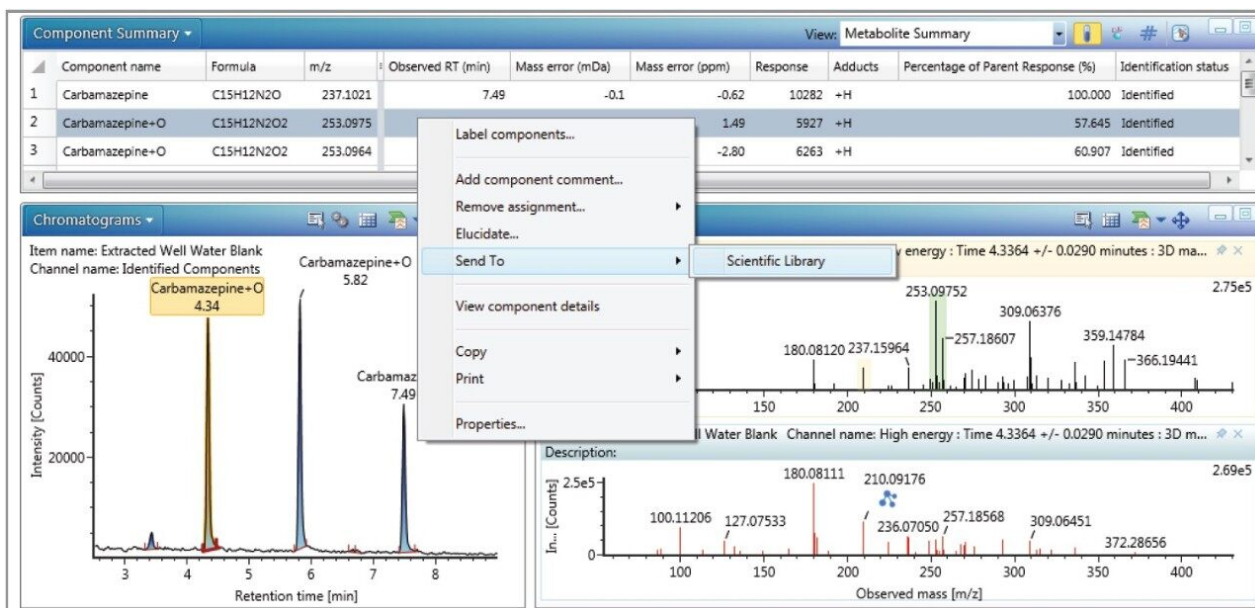 Component Summary
View: Metabolite Summary
Component name Formula m/z Observed RT (min) Mass error (mDa) Mass error (ppm) Response Adducts Percentage of Parent Response (%) Identification status
1 Carbamazepine C15H12N2O 237.1021 7.49 -0.1 -0.62 10282 +H 100.000 Identified
2 Carbamazepine+O C15H12N2O2 253.0975 1.49 5927 +H 57.645 Identified
3 Carbamazepine+O C15H12N2O2 253.0964 -2.80 6263 +H 60.907 Identified
Label components...
Add component comment...
Remove assignment...
Elucidate...
Send To
Scientific Library
View component details
Copy
Print
Properties...
Chromatograms
Item name: Extracted Well Water Blank
Channel name: Identified Components
Carbamazepine+O
4.34
Carbamazepine+O
5.82
Carbamaz
7.49
40000
20000
Intensity [Counts]
3 4 5 6 7 8
Retention time [min]
energy : Time 4.3364 +/- 0.0290 minutes : 3D ma...
2.75e5
253.09752
309.06376
257.18607
359.14784
180.08120 237.15964
366.19441
150 200 250 300 350 400
ll Water Blank Channel name: High energy : Time 4.3364 +/- 0.0290 minutes : 3D m...
Description:
2.69e5
2.5e5
0
In... [Counts]
180.08111
210.09176
100.11206
127.07533
236.07050
257.18568
309.06451
372.28656
100 150 200 250 300 350 400
Observed mass [m/z]